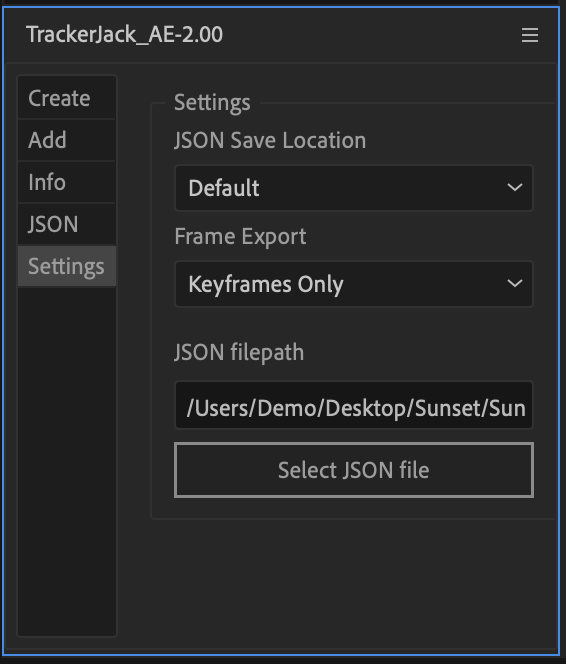 TrackerJack_AE-2.00
Create
Add
Info
JSON
Settings
Settings
JSON Save Location
Default
Frame Export
Keyframes Only
JSON filepath
/Users/Demo/Desktop/Sunset/Sun
Select JSON file